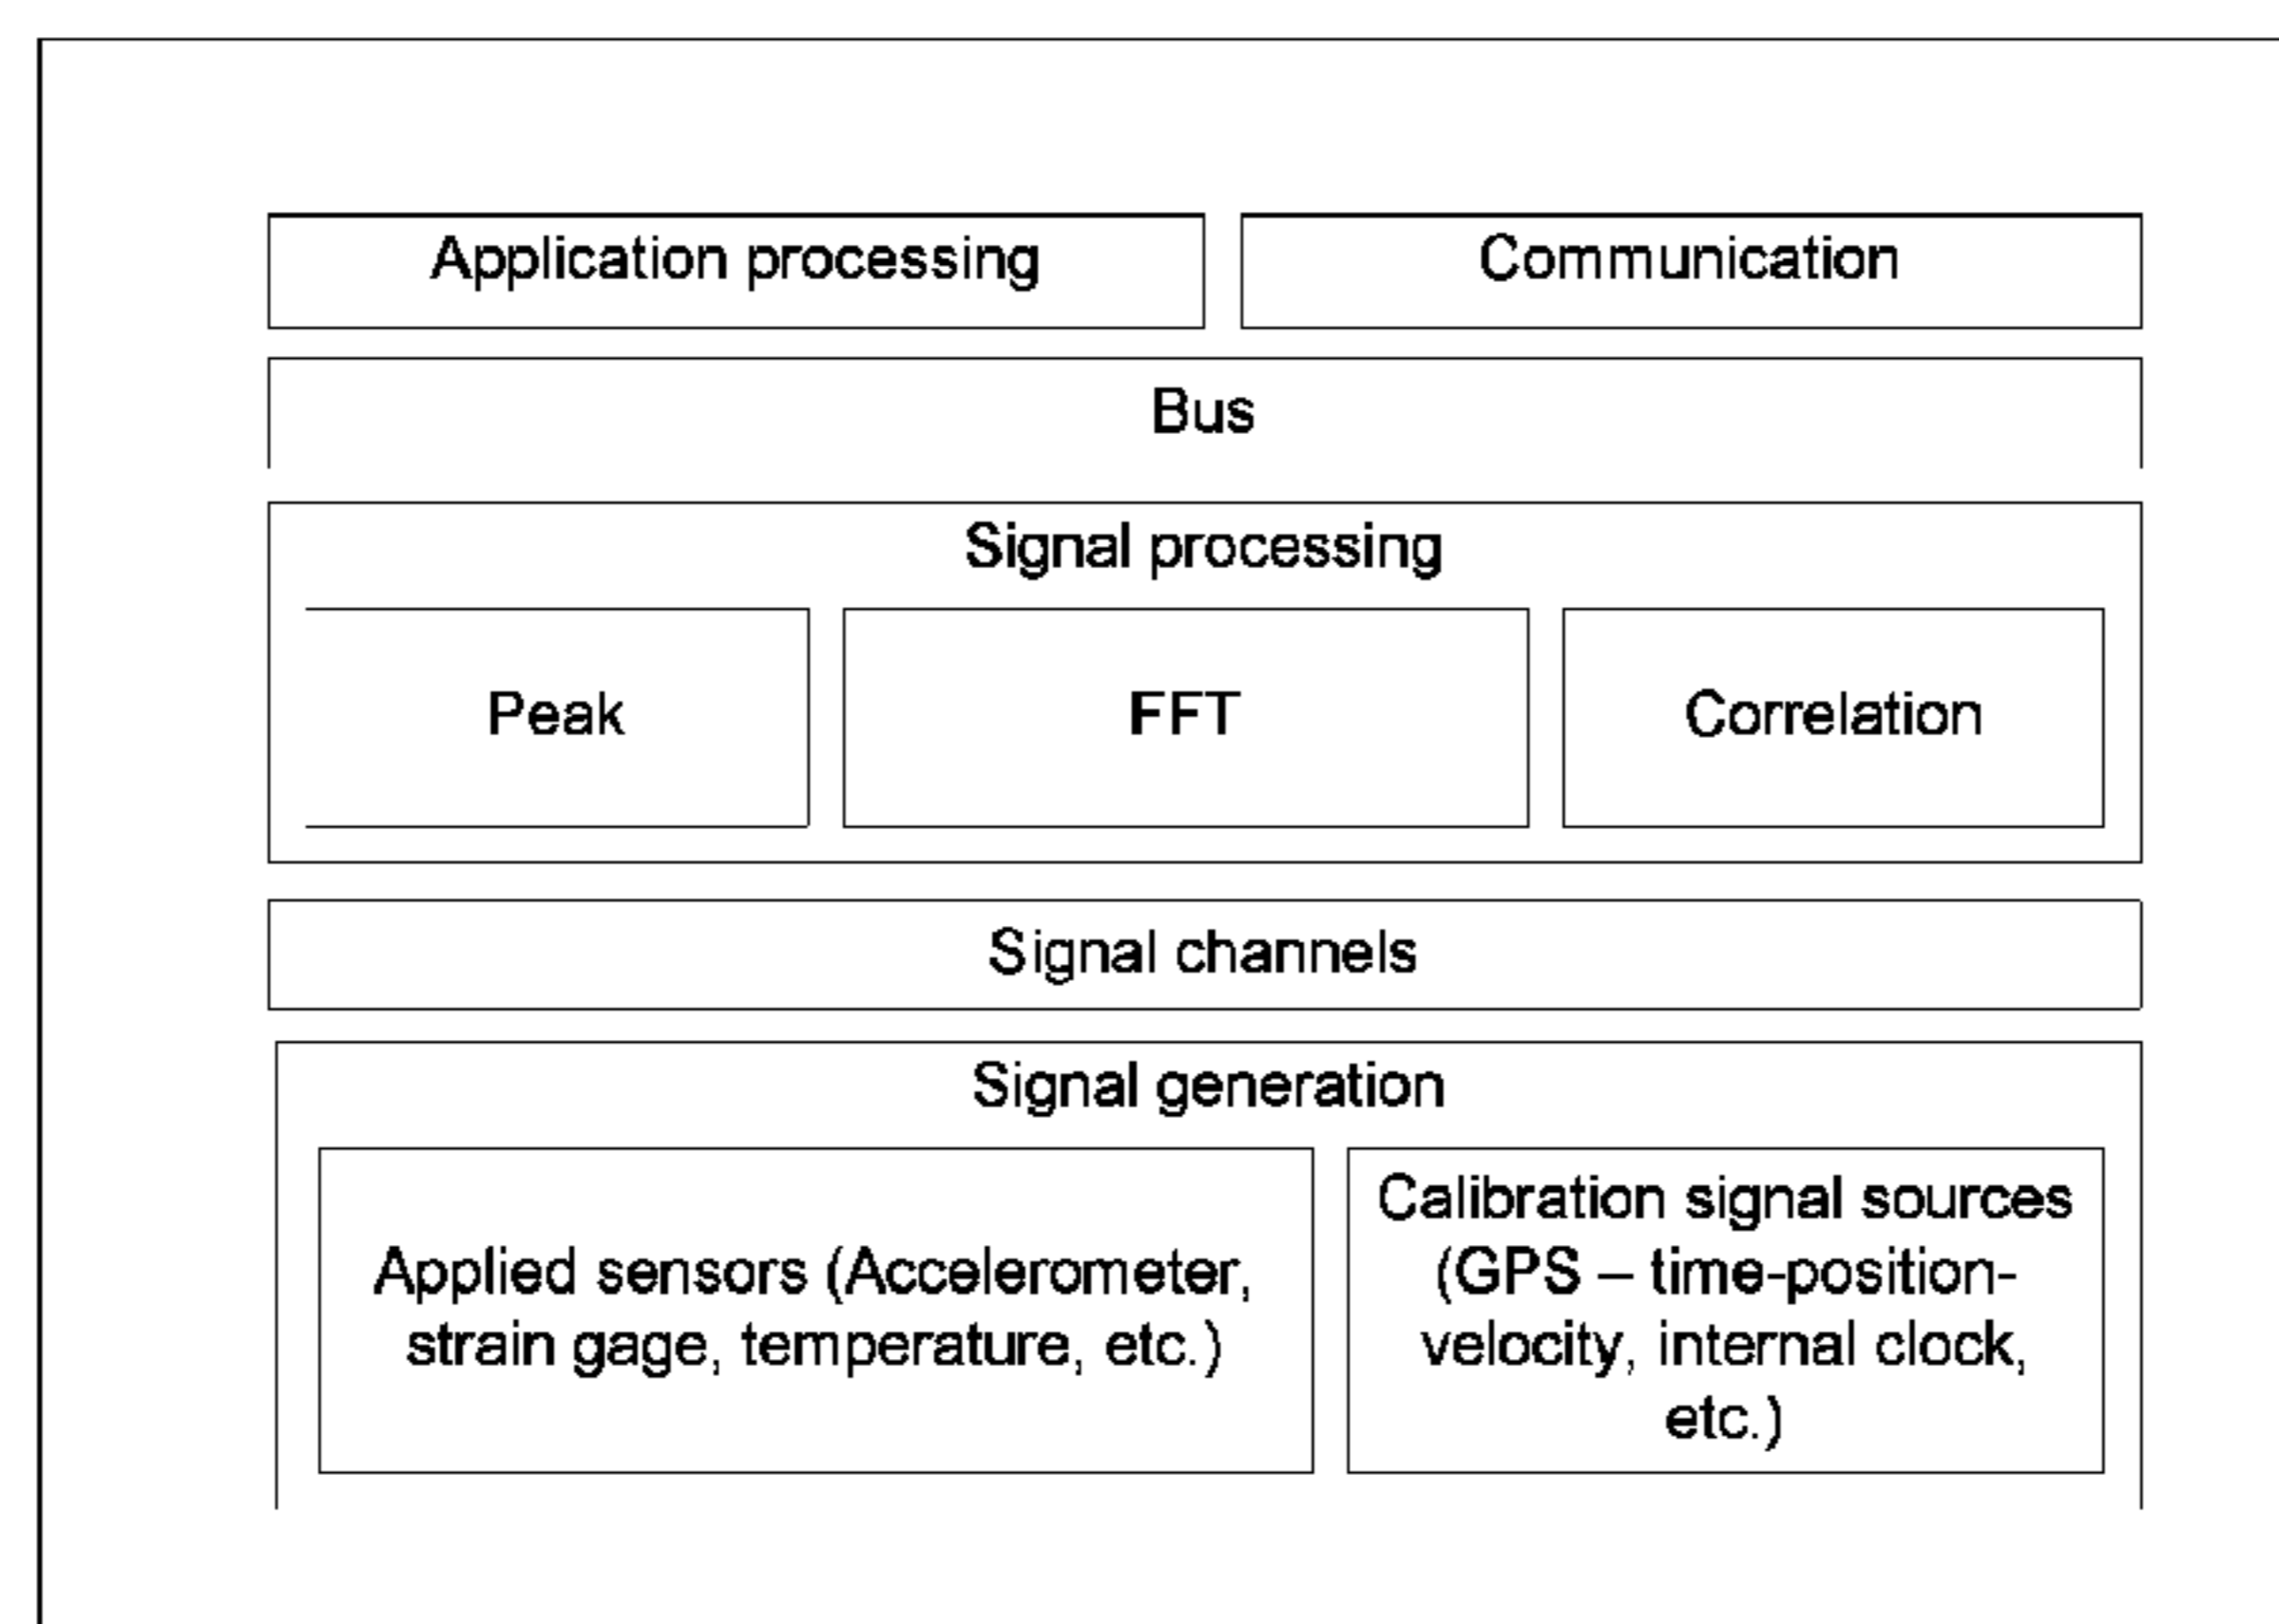 Application processing
Communication
Bus
Signal processing
Peak
FFT
Correlation
Signal channels
Signal generation
Applied sensors (Accelerometer,
strain gage, temperature, etc.)
Calibration signal sources
(GPS – time-position-
velocity, internal clock,
etc.)